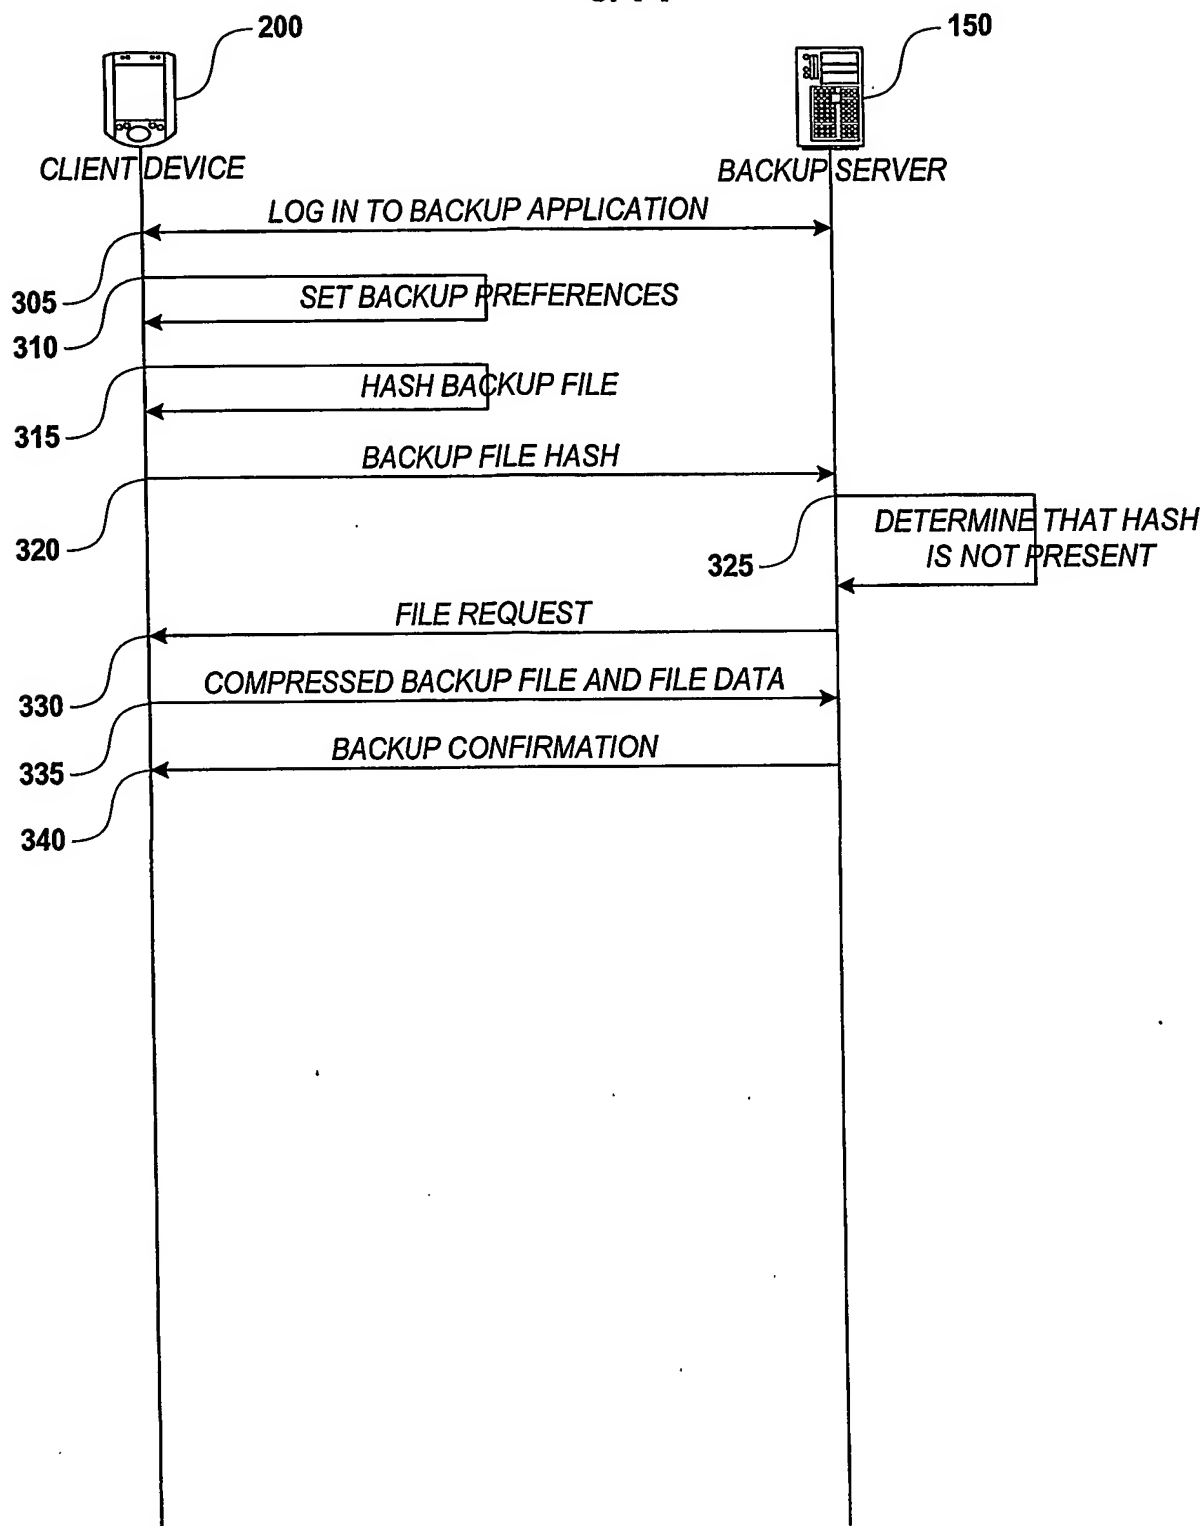 200
150
CLIENT DEVICE
BACKUP SERVER
LOG IN TO BACKUP APPLICATION
305
SET BACKUP PREFERENCES
310
HASH BACKUP FILE
315
BACKUP FILE HASH
320
DETERMINE THAT HASH
IS NOT PRESENT
325
FILE REQUEST
330
COMPRESSED BACKUP FILE AND FILE DATA
335
BACKUP CONFIRMATION
340